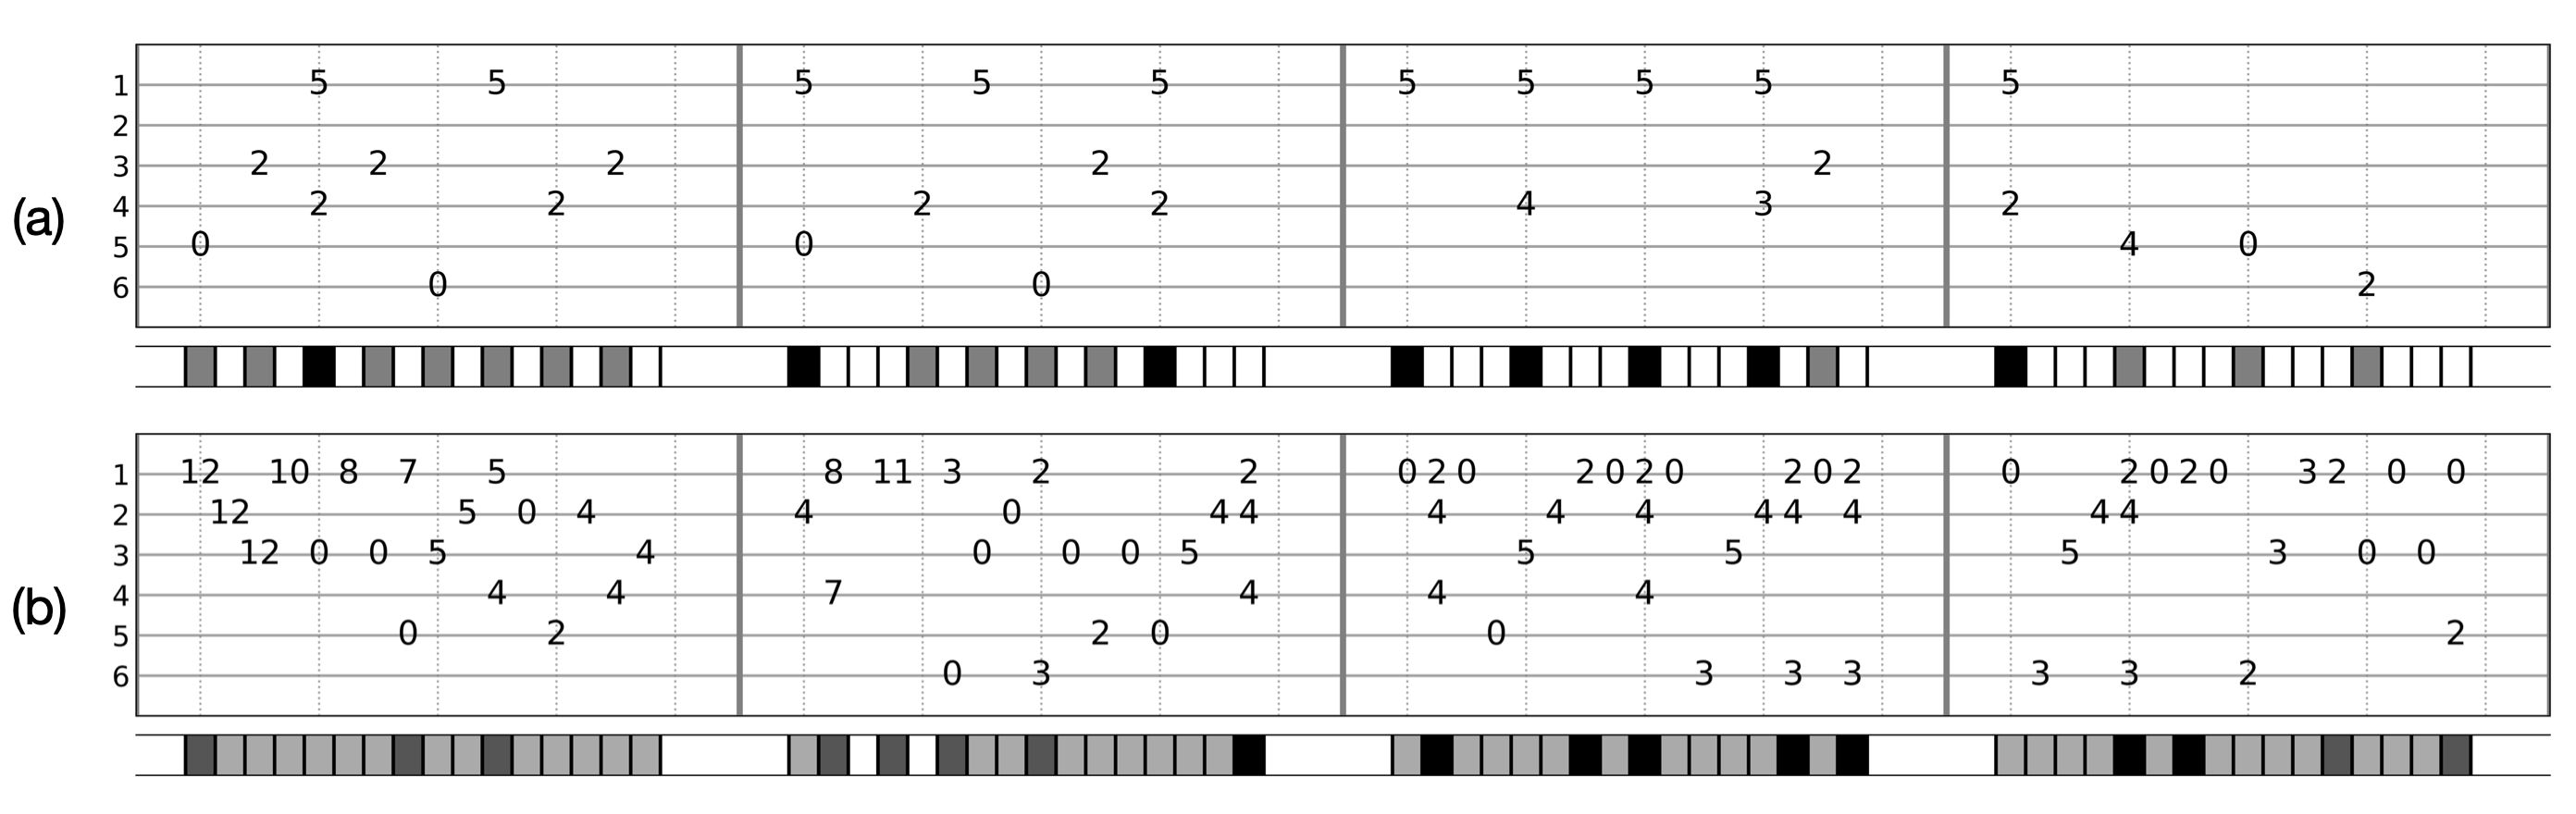 (a)
1 5 5 5 5 5 5 5 5 5 5
2
3 2 2 2 2 2
4 2 2 2 2 4 3 2
5 0 0 4 0
6 0 0 2
(b)
1 12 10 8 7 5 8 11 3 2 2 0 2 0 2 0 2 0 2 0 2 0 2 0 2 0 3 2 0 0
2 12 5 0 4 4 0 4 4 4 4 4 4 4 4 4 4
3 12 0 0 5 4 0 0 0 5 5 5 5 3 0 0
4 4 4 7 4 4 4
5 0 2 2 0 0 2
6 0 3 3 3 3 3 3 2